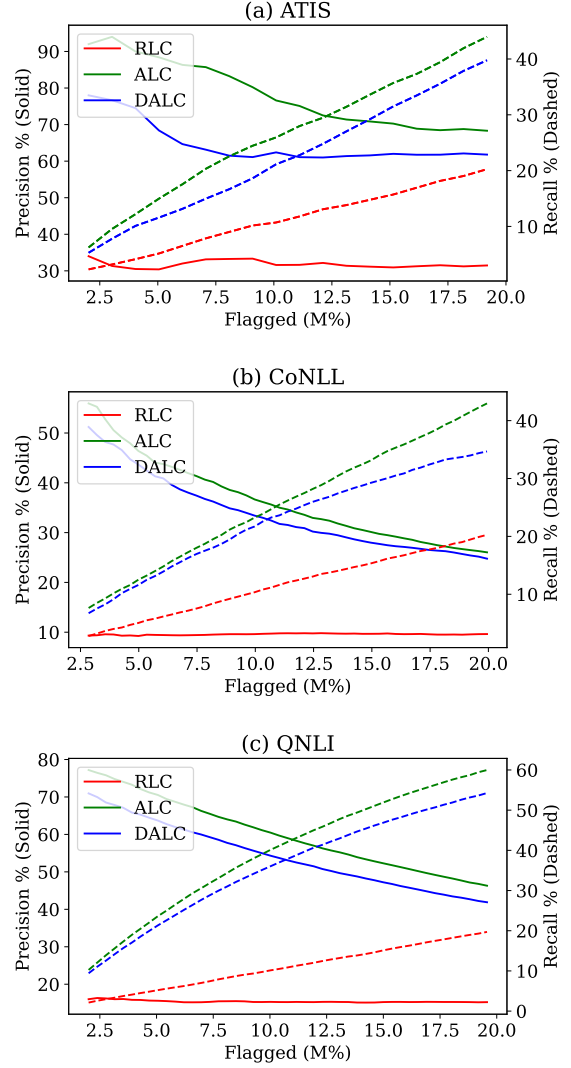 (a) ATIS
Precision % (Solid)
90
80
70
60
50
40
30
RLC
ALC
DALC
40
30
20
10
Recall % (Dashed)
2.5 5.0 7.5 10.0 12.5 15.0 17.5 20.0
Flagged (M%)
(b) CoNLL
Precision % (Solid)
50
40
30
20
10
RLC
ALC
DALC
40
30
20
10
Recall % (Dashed)
2.5 5.0 7.5 10.0 12.5 15.0 17.5 20.0
Flagged (M%)
(c) QNLI
Precision % (Solid)
80
70
60
50
40
30
20
RLC
ALC
DALC
60
50
40
30
20
10
0
Recall % (Dashed)
2.5 5.0 7.5 10.0 12.5 15.0 17.5 20.0
Flagged (M%)